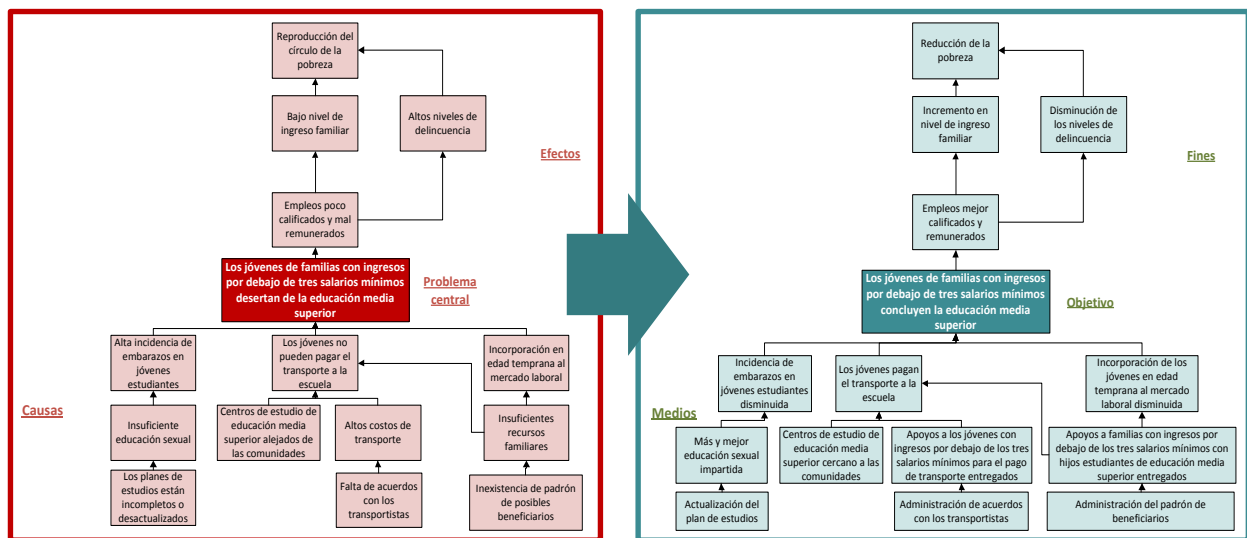 Reproducción del
círculo de la
pobreza
Bajo nivel de
ingreso familiar
Altos niveles de
delincuencia
Efectos
Empleos poco
calificados y mal
remunerados
Los jóvenes de familias con ingresos
por debajo de tres salarios mínimos
desertan de la educación media
superior
Problema
central
Alta incidencia de
embarazos en
jóvenes
estudiantes
Los jóvenes no
pueden pagar el
transporte a la
escuela
Incorporación en
edad temprana al
mercado laboral
Causas
Insuficiente
educación sexual
Centros de estudio de
educación media
superior alejados de
las comunidades
Altos costos de
transporte
Insuficientes
recursos
familiares
Los planes de
estudios están
incompletos o
desactualizados
Falta de acuerdos
con los
transportistas
Inexistencia de padrón
de posibles
beneficiarios
Reducción de la
pobreza
Incremento en
nivel de ingreso
familiar
Disminución de
los niveles de
delincuencia
Fines
Empleos mejor
calificados y
remunerados
Los jóvenes de familias con ingresos
por debajo de tres salarios mínimos
concluyen la educación media
superior
Objetivo
Incidencia de
embarazos en
jóvenes estudiantes
disminuida
Los jóvenes pagan
el transporte a la
escuela
Incorporación de los
jóvenes en edad
temprana al mercado
laboral disminuida
Medios
Más y mejor
educación sexual
impartida
Centros de estudio de
educación media
superior cercano a las
comunidades
Apoyos a los jóvenes con
ingresos por debajo de los tres
salarios mínimos para el pago
de transporte entregados
Apoyos a familias con ingresos por
debajo de los tres salarios mínimos con
hijos estudiantes de educación media
superior entregados
Actualización del
plan de estudios
Administración de acuerdos
con los transportistas
Administración del padrón de
beneficiarios